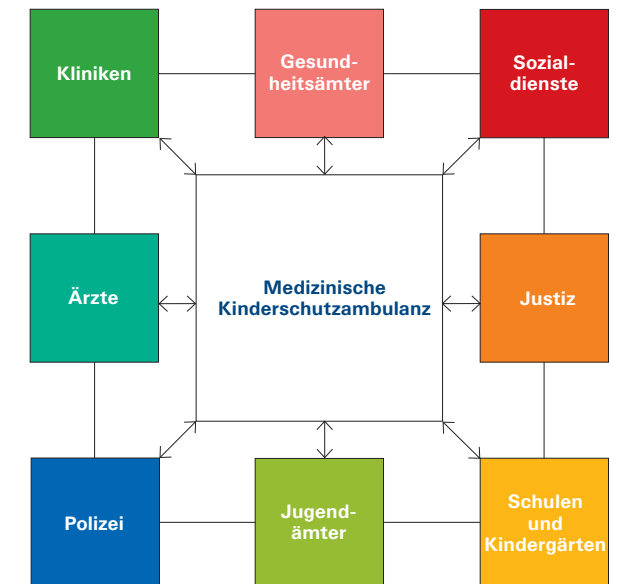 Kliniken
Gesund-
heitsämter
Sozial-
dienste
Ärzte
Medizinische
Kinderschutzambulanz
Justiz
Polizei
Jugend-
ämter
Schulen
und
Kindergärten